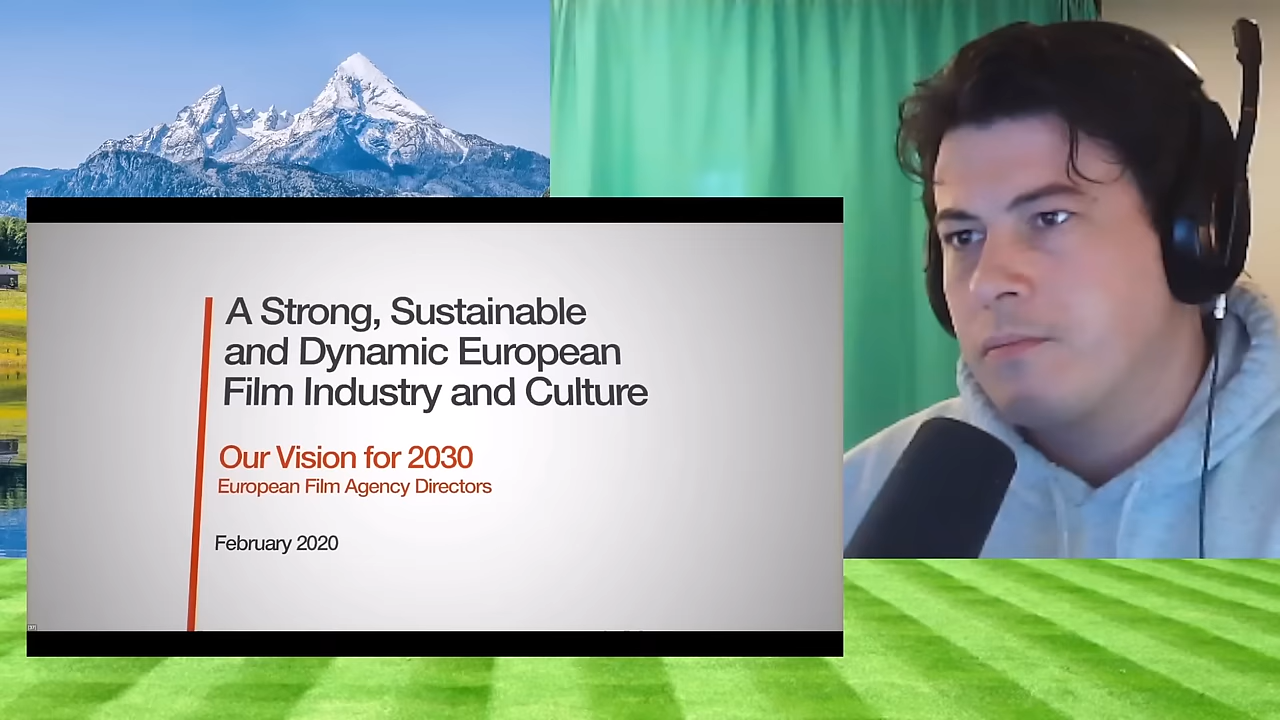 A Strong, Sustainable
and Dynamic European
Film Industry and Culture
Our Vision for 2030
European Film Agency Directors
February 2020